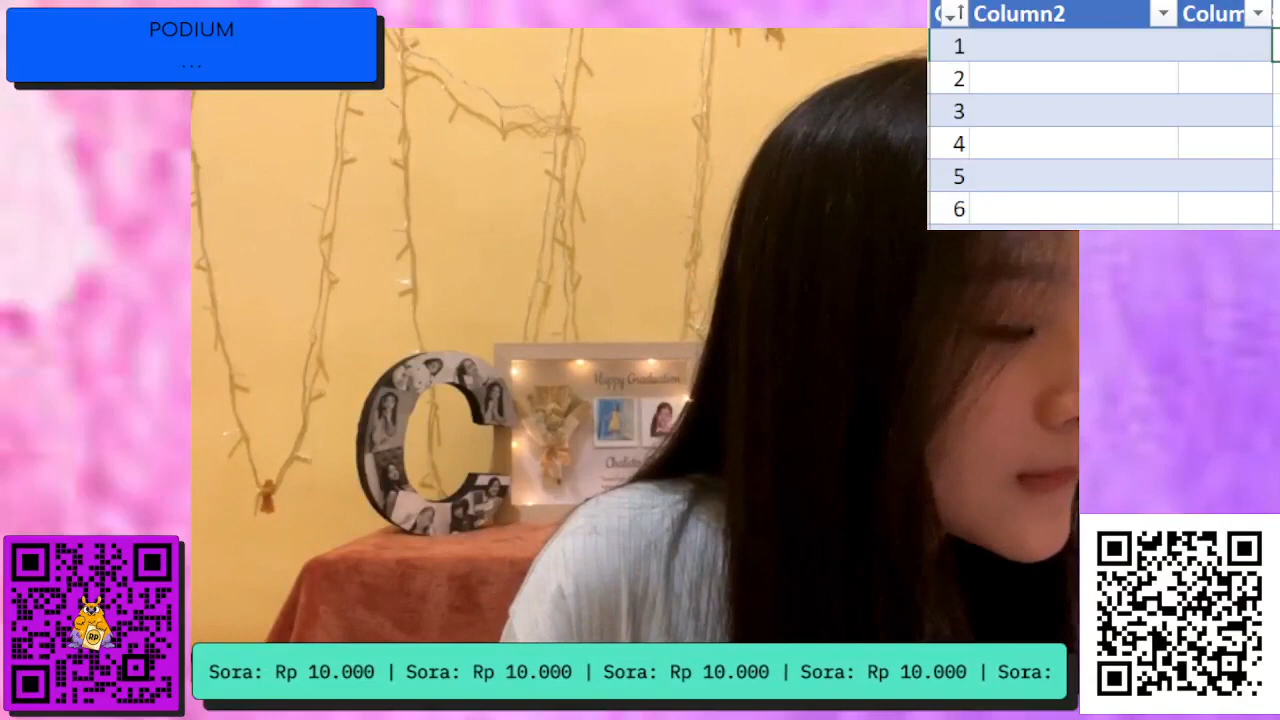 PODIUM
...
Column2
Colum
1
2
3
4
5
6
Happy Graduation
RP
Sora: Rp 10.000 | Sora: Rp 10.000 | Sora: Rp 10.000 | Sora: Rp 10.000 | Sora: